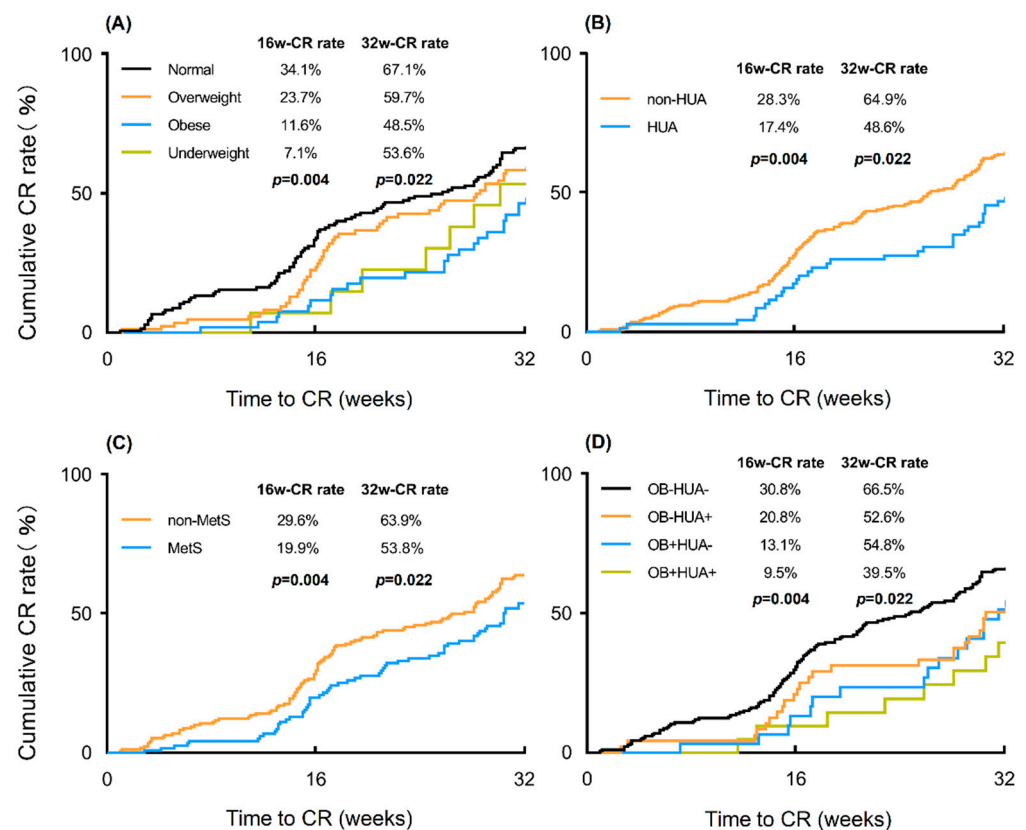 (A)
16w-CR rate 32w-CR rate
Normal 34.1% 67.1%
Overweight 23.7% 59.7%
Obese 11.6% 48.5%
Underweight 7.1% 53.6%
p=0.004 p=0.022
100
50
0
0 16 32
Cumulative CR rate( %)
Time to CR (weeks)
(B)
16w-CR rate 32w-CR rate
non-HUA 28.3% 64.9%
HUA 17.4% 48.6%
p=0.004 p=0.022
100
50
0
0 16 32
Time to CR (weeks)
(C)
16w-CR rate 32w-CR rate
non-MetS 29.6% 63.9%
MetS 19.9% 53.8%
p=0.004 p=0.022
100
50
0
0 16 32
Cumulative CR rate( %)
Time to CR (weeks)
(D)
16w-CR rate 32w-CR rate
OB-HUA- 30.8% 66.5%
OB-HUA+ 20.8% 52.6%
OB+HUA- 13.1% 54.8%
OB+HUA+ 9.5% 39.5%
p=0.004 p=0.022
100
50
0
0 16 32
Time to CR (weeks)